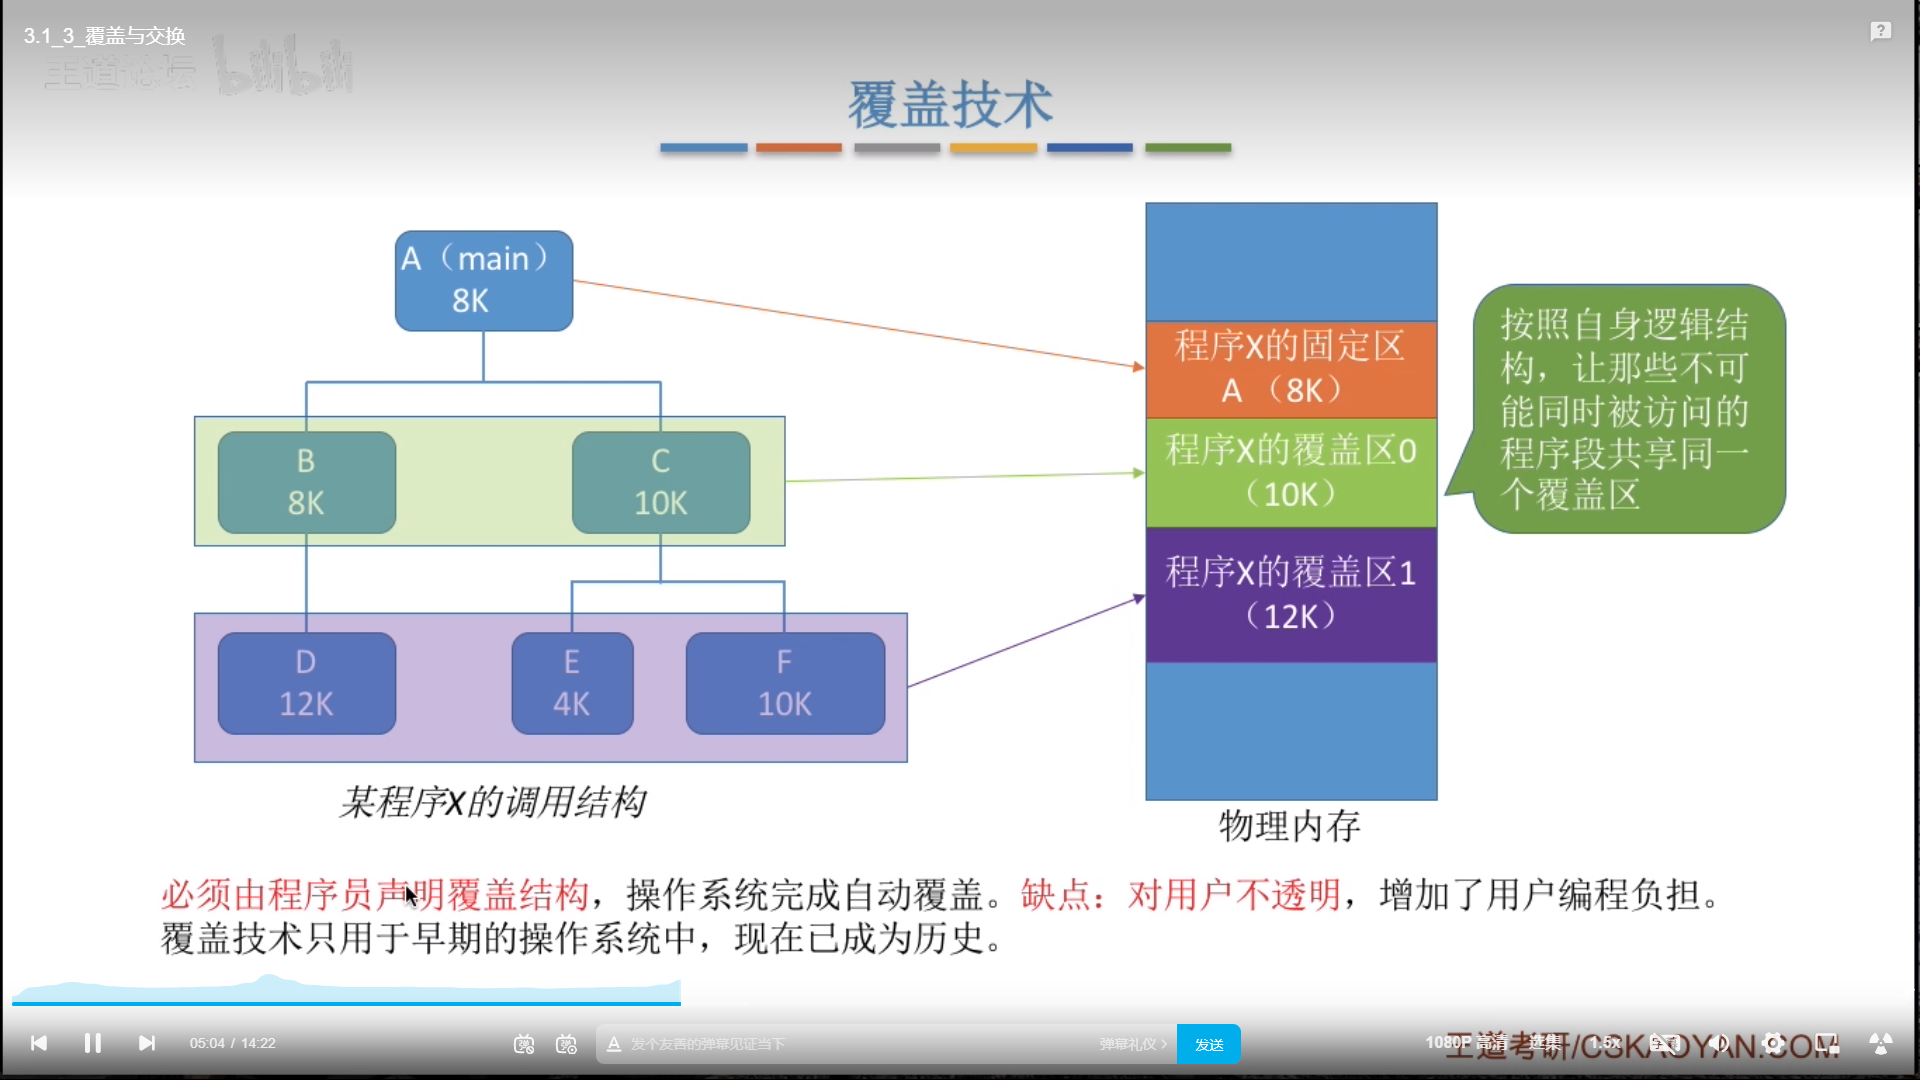 3.1_3_覆盖与交换
王道论坛 bilibili
覆盖技术
A（main）
8K
B
8K
C
10K
D
12K
E
4K
F
10K
某程序X的调用结构
程序X的固定区
A （8K）
程序X的覆盖区0
（10K）
程序X的覆盖区1
（12K）
物理内存
按照自身逻辑结
构，让那些不可
能同时被访问的
程序段共享同一
个覆盖区
必须由程序员声明覆盖结构，操作系统完成自动覆盖。缺点：对用户不透明，增加了用户编程负担。
覆盖技术只用于早期的操作系统中，现在已成为历史。
05:04 / 14:22
发个友善的弹幕见证当下
弹幕礼仪 >
发送
1080P 高清
选集
1.5x
王道考研/CSKAOYAN.COM